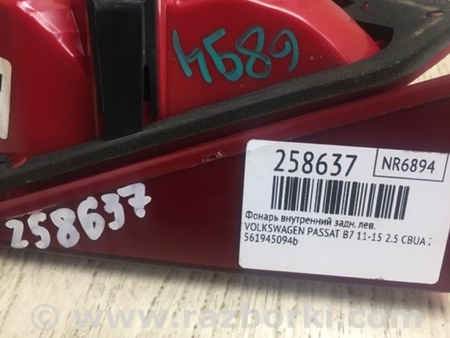 6894
258637
258637
NR6894
Фонарь внутренний задн. лев.
VOLKSWAGEN PASSAT B7 11-15 2.5 CBUA
561945094b
© www.razborki.com